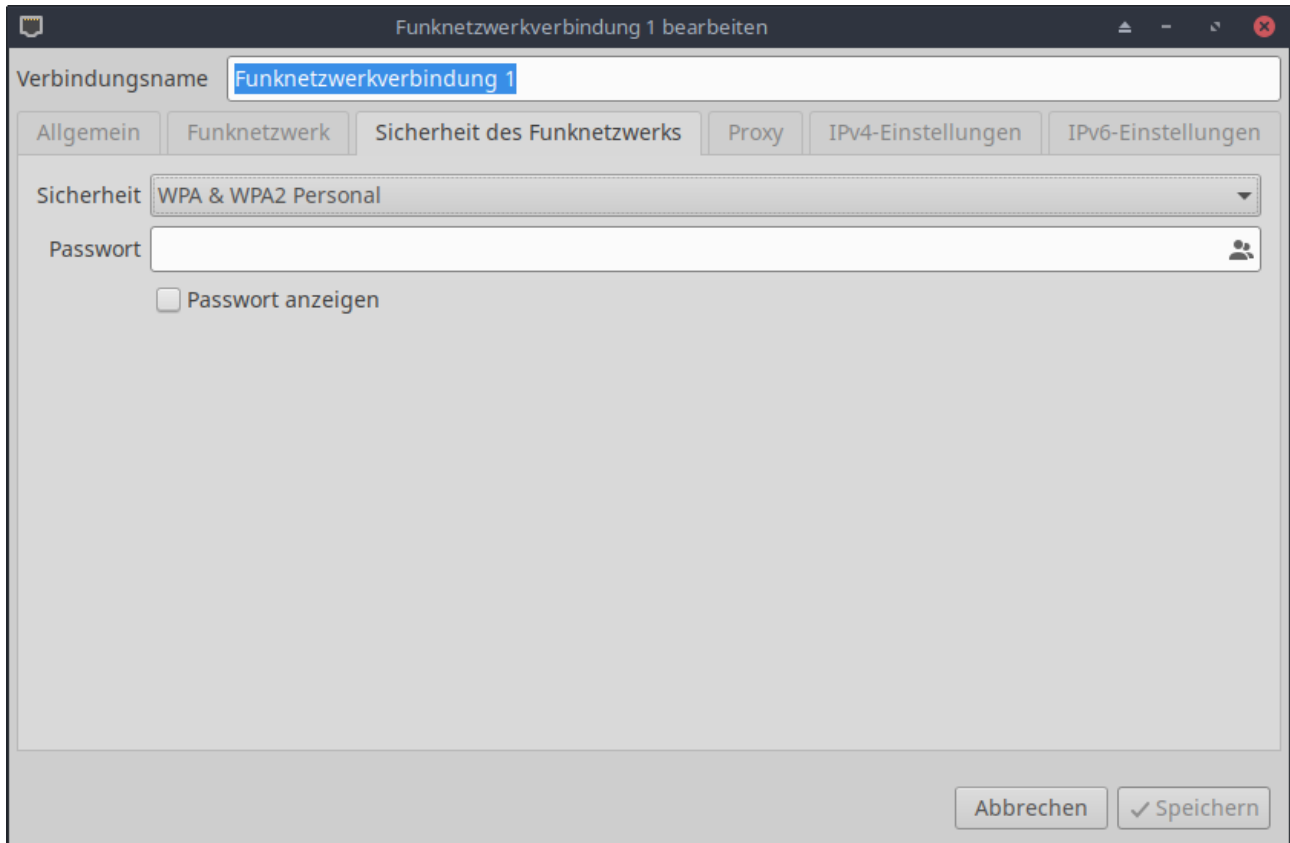 Funknetzwerkverbindung 1 bearbeiten
Verbindungsname Funknetzwerkverbindung 1
Allgemein Funknetzwerk Sicherheit des Funknetzwerks Proxy IPv4-Einstellungen IPv6-Einstellungen
Sicherheit WPA & WPA2 Personal
Passwort
Passwort anzeigen
Abbrechen Speichern